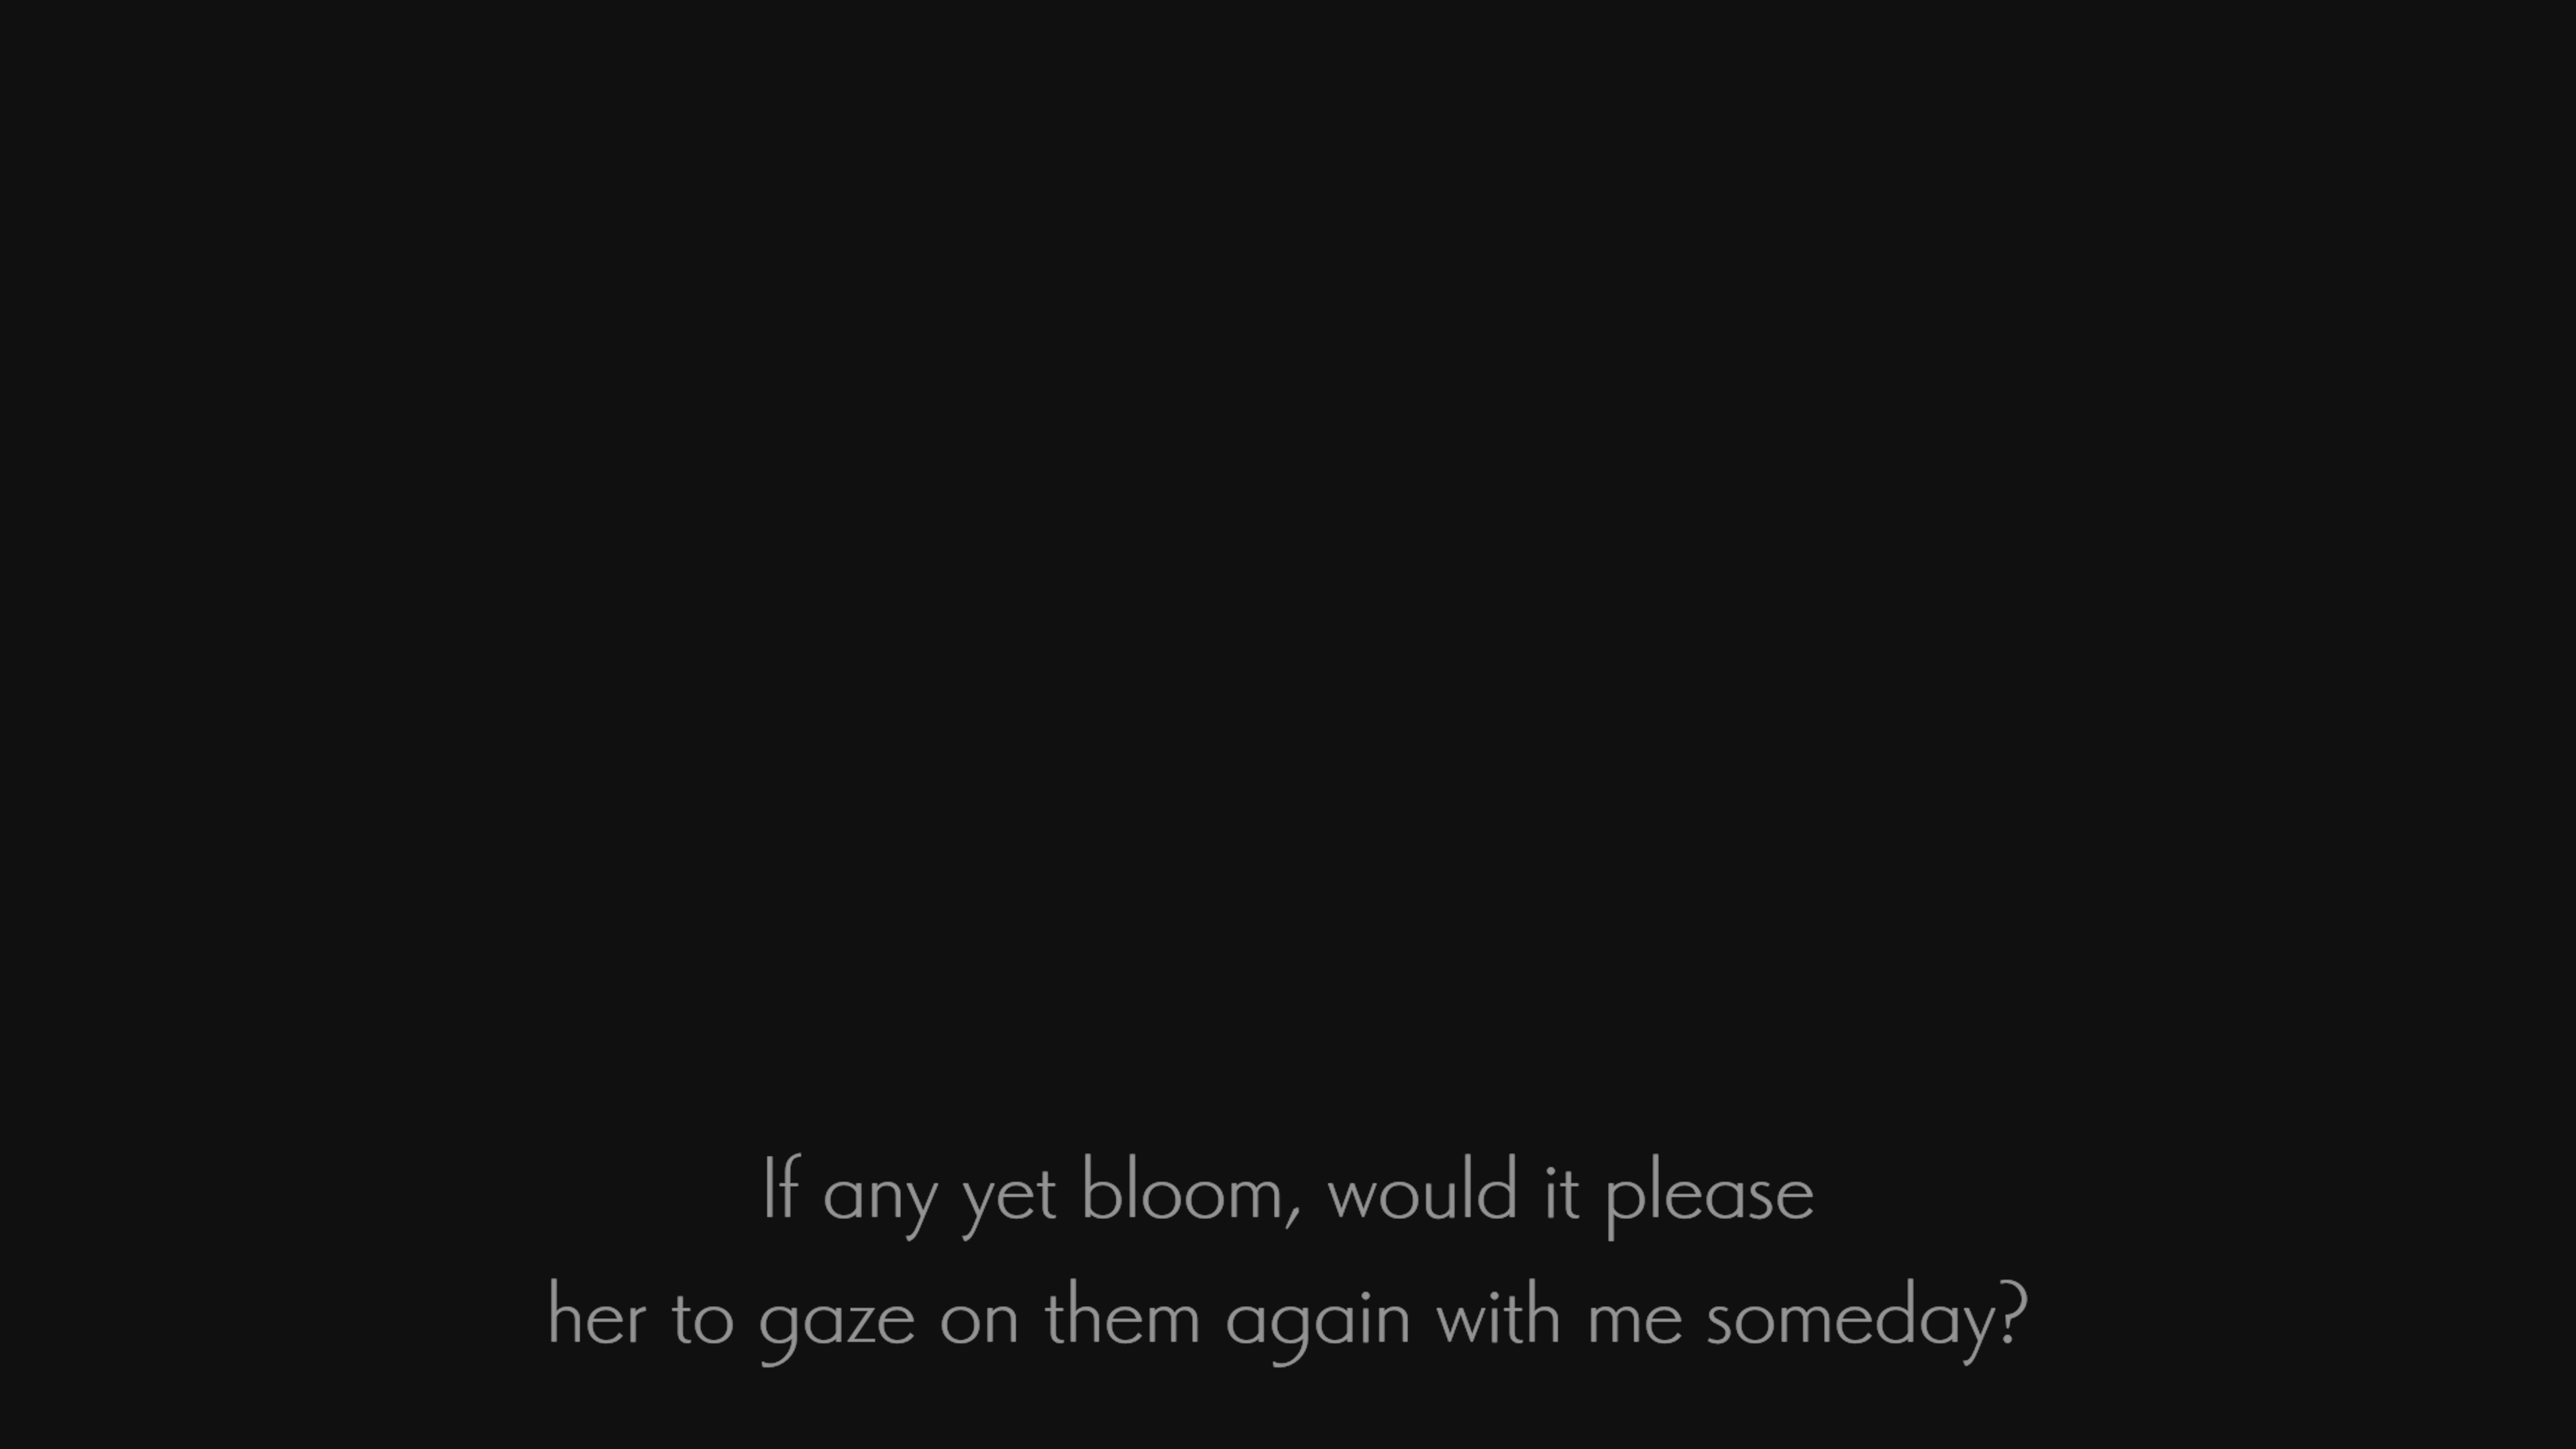 If any yet bloom, would it please
her to gaze on them again with me someday?